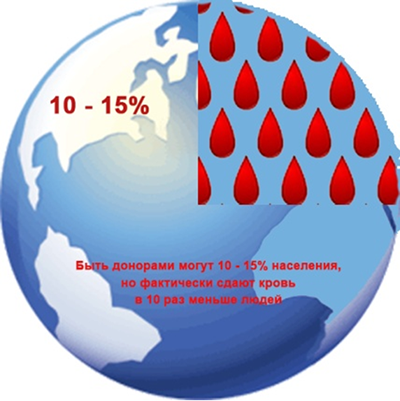 10 - 15%
Быть донорами могут 10 - 15% населения,
но фактически сдают кровь
в 10 раз меньше людей